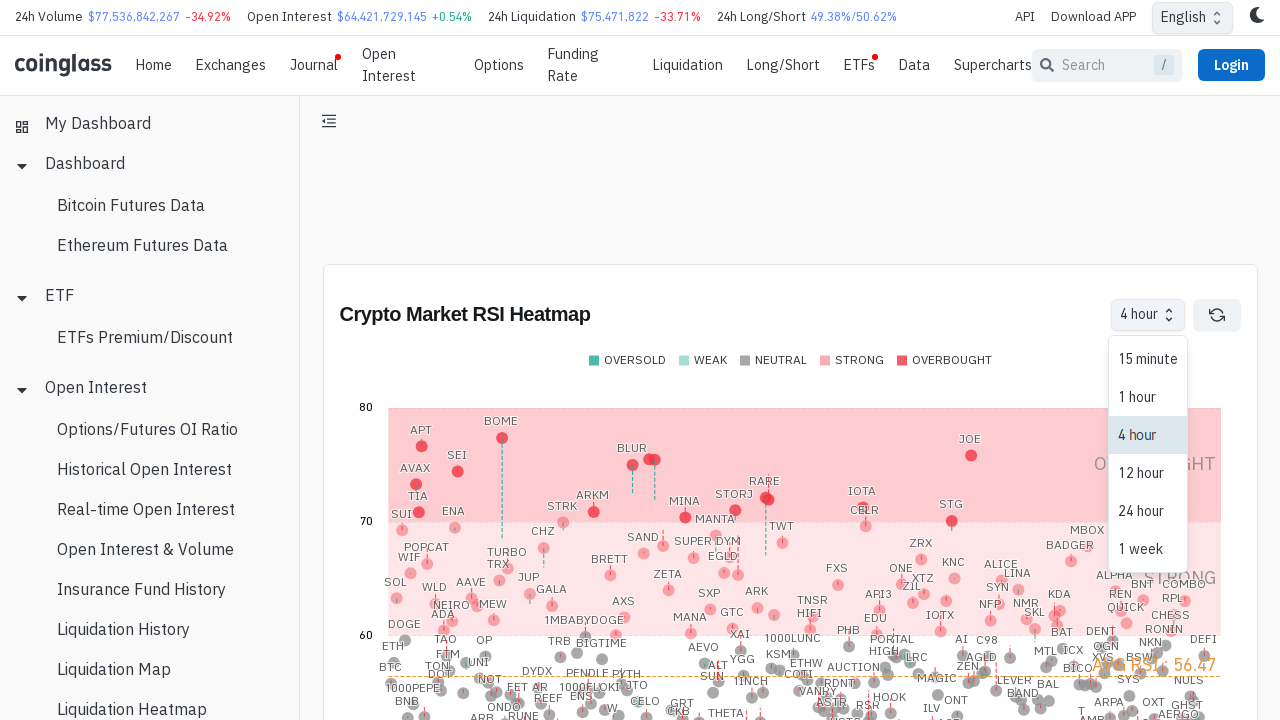 24h Volume $77,536,842,267 -34.92% Open Interest $64,421,729,145 +0.54% 24h Liquidation $75,471,822 -33.71% 24h Long/Short 49.38%/50.62% API Download APP English
coinglass Home Exchanges Journal Open Interest Options Funding Rate Liquidation Long/Short ETFs Data Supercharts Search / Login
My Dashboard
Dashboard
Bitcoin Futures Data
Ethereum Futures Data
ETF
ETFs Premium/Discount
Open Interest
Options/Futures OI Ratio
Historical Open Interest
Real-time Open Interest
Open Interest & Volume
Insurance Fund History
Liquidation History
Liquidation Map
Liquidation Heatmap
Crypto Market RSI Heatmap 4 hour
OVERSOLD WEAK NEUTRAL STRONG OVERBOUGHT
15 minute
1 hour
4 hour
12 hour
24 hour
1 week
80
BOME
APT
JOE
BLUR
SEI
AVAX
RARE
IOTA
TIA
ARKM
STORJ
MINA
STRK
STG
CELR
SUI
ENA
MANTA
TWT
CHZ
SAND
MBOX
70
POPCAT
WIF
TURBO
TRX
BRETT
SUPER
DYM
EGLD
ZRX
BADGER
STRONG
SOL
WLD
AAVE
JUP
GALA
ZETA
SXP
ARK
FXS
ONE
XTZ
KNC
ALICE
LINA
SYN
ALPHA
BNT
COMBO
NEIRO
ADA
MEW
AXS
GTC
TNSR
HIFI
API3
EDU
IOTX
NFP
NMR
SKL
KDA
REN
QUICK
RPL
CHESS
DOGE
1MBABYDOGE
MANA
XAI
PHB
BAT
DENT
RONIN
60
ETH
TAO
FTM
OP
TRB
BIGTIME
AEVO
YGG
1000LUNC
KSM
PORTAL
HIGH
LRC
AI
C98
AGLD
MTL
ICX
OGN
XVS
NKN
BSW
DEFI
AVG RSI : 56.47
BTC
TON
DOT
UNI
NOT
DYDX
PENDLE
PYTH
ALT
SUN
ETHW
COTI
AUCTION
ZEN
BICO
SYS
NULS
1000PEPE
BNB
REEF
1000FLOKI
ENS
JTO
CELO
1INCH
VANRY
RDNT
MAGIC
LEVER
BAND
BAL
ARPA
OXT
GHST
ARB
ONDO
RUNE
W
GRT
CKB
THETA
ASTR
RSR
HOOK
ILV
ONT
T
AMB
AERGO